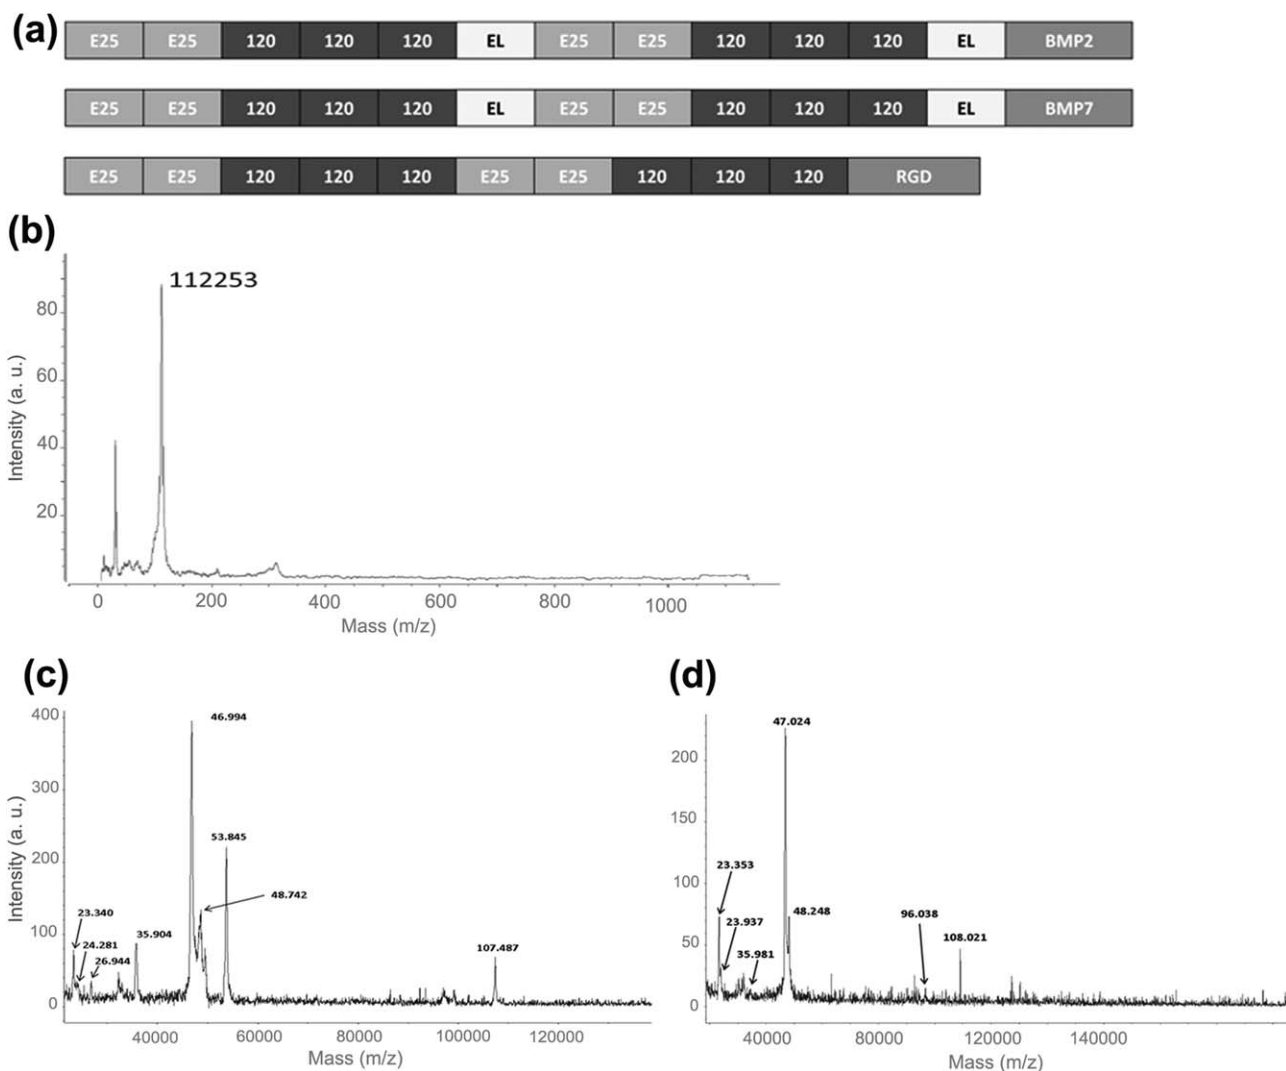 (a)
E25 E25 120 120 120 EL E25 E25 120 120 120 EL BMP2
E25 E25 120 120 120 EL E25 E25 120 120 120 EL BMP7
E25 E25 120 120 120 E25 E25 120 120 120 RGD
(b)
112253
Intensity (a. u.)
80
60
40
20
0 200 400 600 800 1000
Mass (m/z)
(c)
Intensity (a. u.)
400
300
200
100
0
46.994
53.845
48.742
23.340
35.904
24.281
26.944
107.487
40000 60000 80000 100000 120000
Mass (m/z)
(d)
200
150
100
50
0
47.024
23.353
48.248
23.937
96.038
35.981
108.021
40000 80000 120000 140000
Mass (m/z)